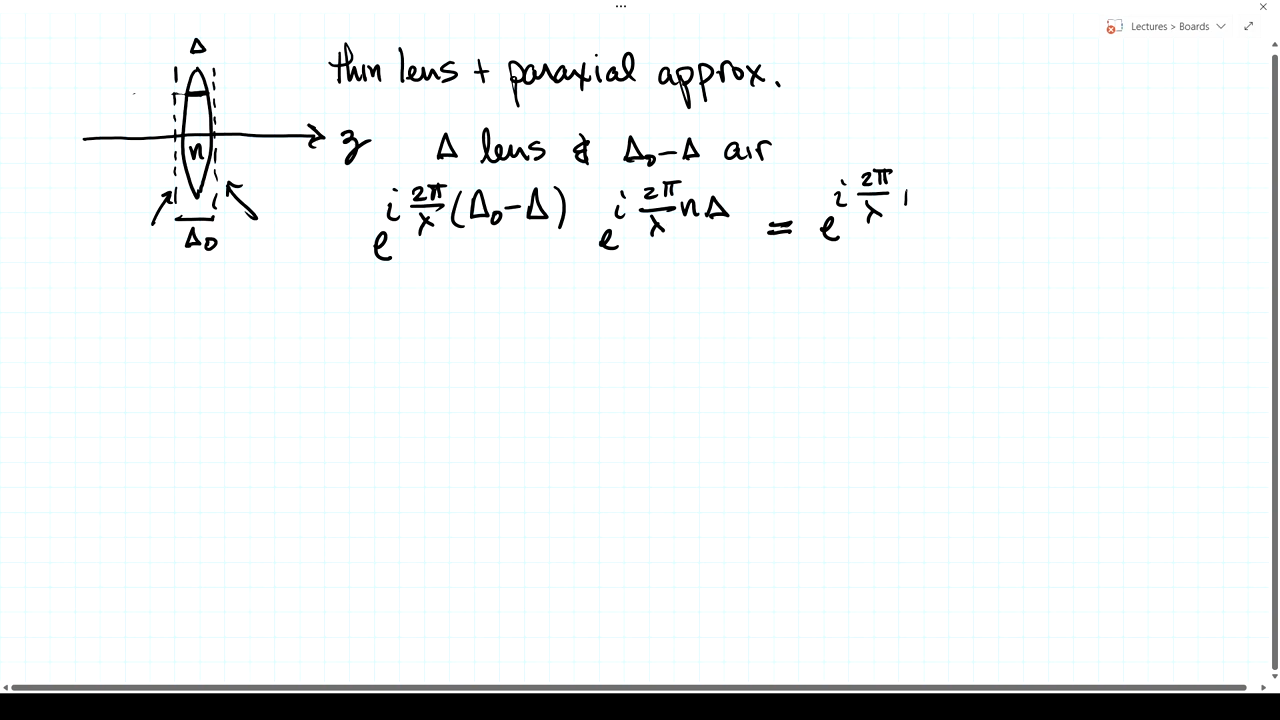 ...
Lectures > Boards
Δ
thin lens + paraxial approx.
n
z
Δ lens & Δ₀-Δ air
e^{i 2π/λ (Δ₀-Δ)} e^{i 2π/λ nΔ} = e^{i 2π/λ
Δ₀